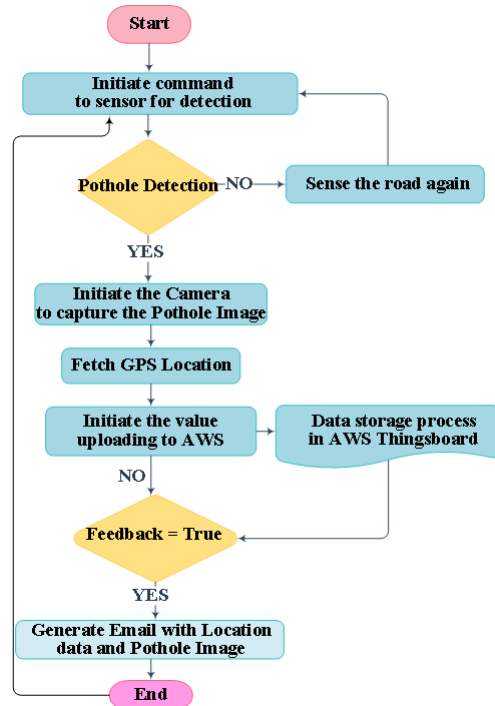 Start
Initiate command
to sensor for detection
Pothole Detection
NO
Sense the road again
YES
Initiate the Camera
to capture the Pothole Image
Fetch GPS Location
Initiate the value
uploading to AWS
Data storage process
in AWS Thingsboard
NO
Feedback = True
YES
Generate Email with Location
data and Pothole Image
End